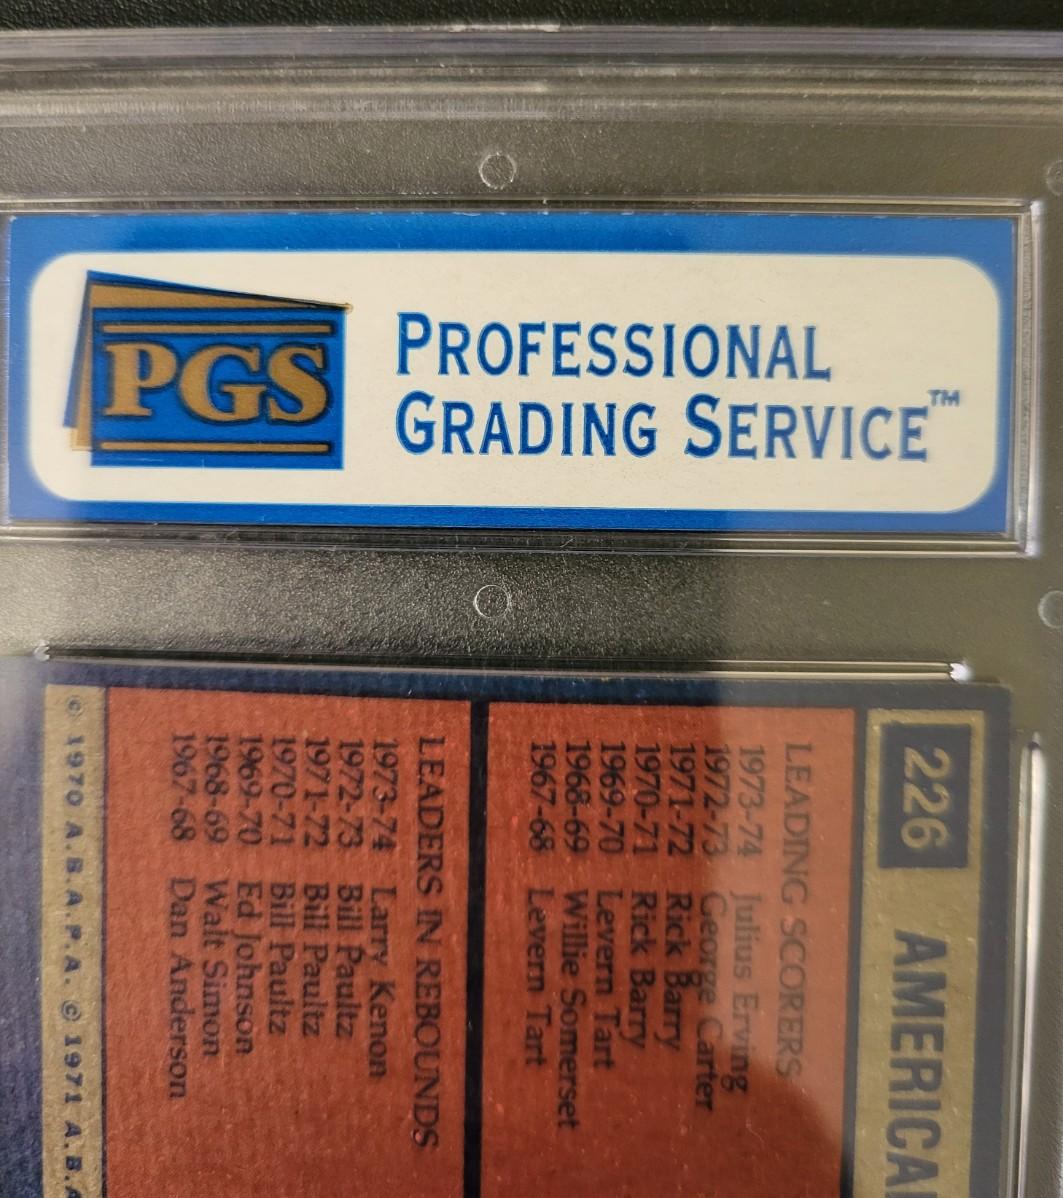 PGS
PROFESSIONAL
GRADING SERVICE™
226 AMERICA
LEADING SCORERS
1973-74 Julius Erving
1972-73 George Carter
1971-72 Rick Barry
1970-71 Rick Barry
1969-70 Levern Tart
1968-69 Willie Somerset
1967-68 Levern Tart
LEADERS IN REBOUNDS
1973-74 Larry Kenon
1972-73 Bill Paultz
1971-72 Bill Paultz
1970-71 Bill Paultz
1969-70 Ed Johnson
1968-69 Walt Simon
1967-68 Dan Anderson
© 1970 A.B.A.P.A. © 1971 A.B.A